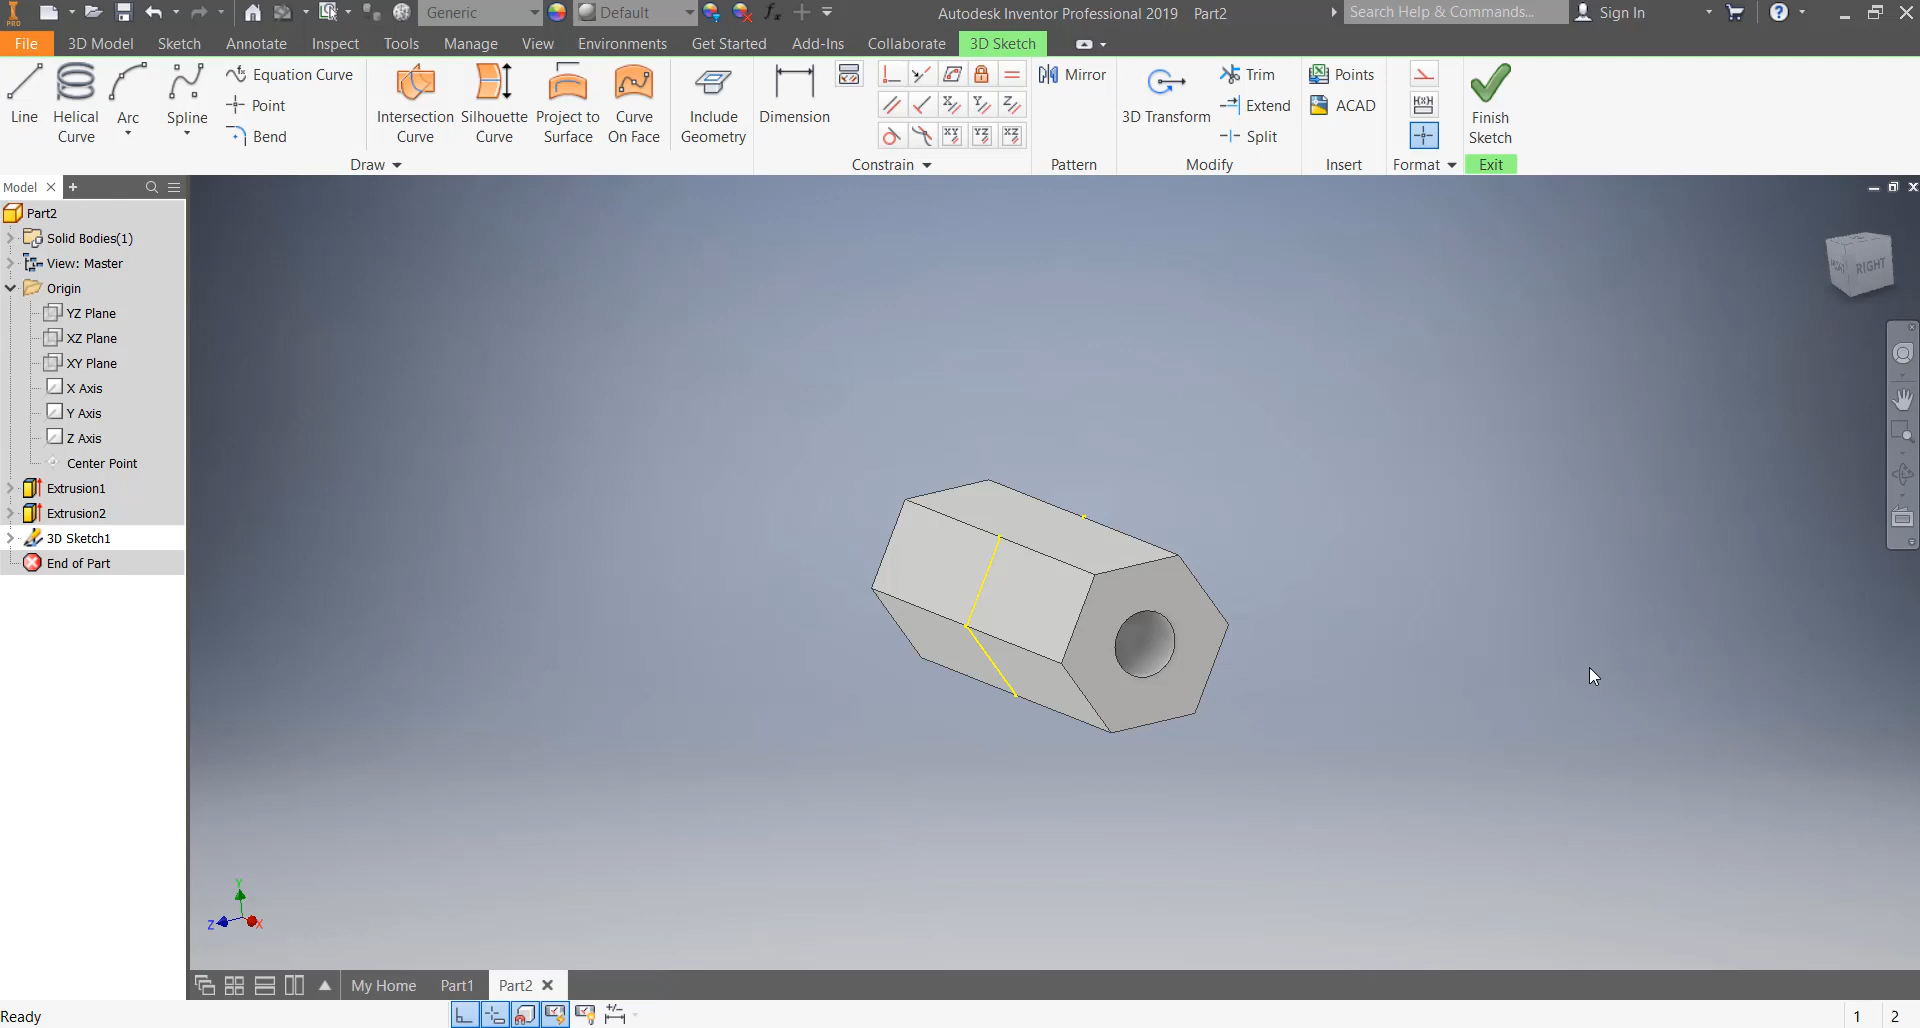 PRO
Generic
Default
fx
Autodesk Inventor Professional 2019 Part2
Search Help & Commands...
Sign In
?
File
3D Model
Sketch
Annotate
Inspect
Tools
Manage
View
Environments
Get Started
Add-Ins
Collaborate
3D Sketch
Line
Helical
Curve
Arc
Spline
Equation Curve
Point
Bend
Draw
Intersection
Curve
Silhouette
Curve
Project to
Surface
Curve
On Face
Include
Geometry
Dimension
Constrain
Mirror
Pattern
3D Transform
Trim
Extend
Split
Modify
Points
ACAD
Insert
Format
Finish
Sketch
Exit
Model
Part2
Solid Bodies(1)
View: Master
Origin
YZ Plane
XZ Plane
XY Plane
X Axis
Y Axis
Z Axis
Center Point
Extrusion1
Extrusion2
3D Sketch1
End of Part
RIGHT
Y
Z
X
My Home
Part1
Part2
Ready
1
2